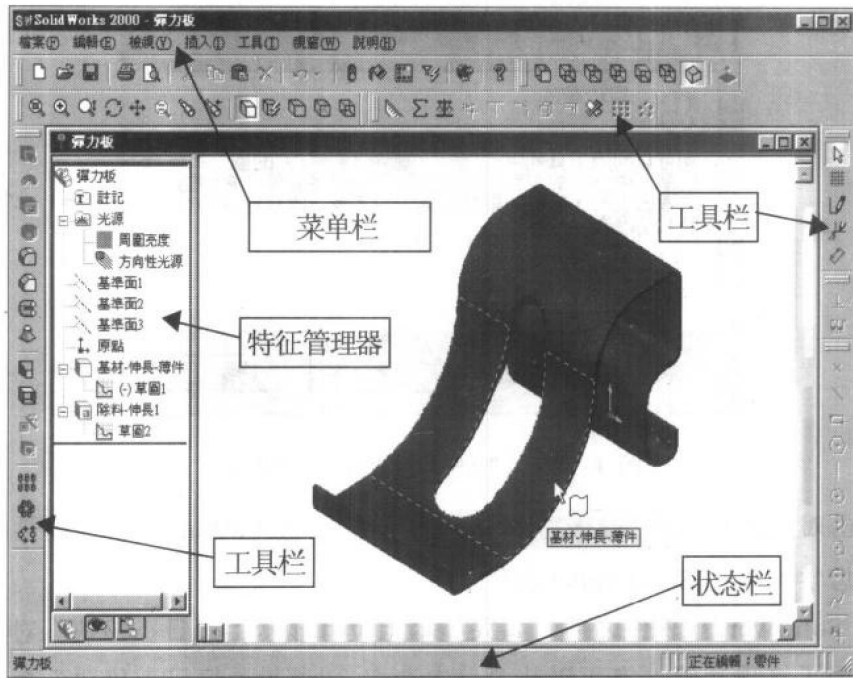 SolidWorks 2000 - 彈力板
檔案(F) 編輯(E) 檢視(V) 插入(I) 工具(T) 視窗(W) 說明(H)
彈力板
彈力板
註記
光源
周圍亮度
方向性光源
基準面1
基準面2
基準面3
原點
基材-伸長-薄件
(-) 草圖1
除料-伸長1
草圖2
菜单栏
工具栏
特征管理器
基材-伸長-薄件
工具栏
状态栏
彈力板
正在編輯：零件